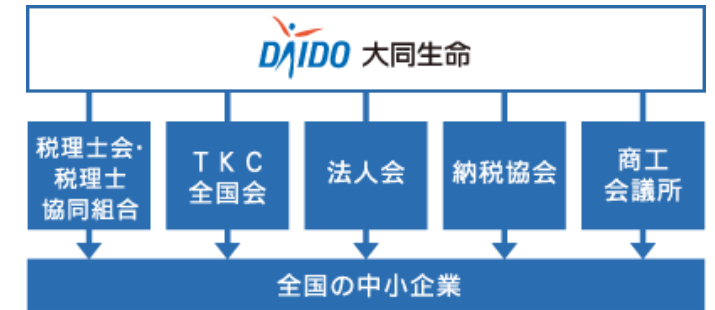 DAIDO 大同生命
税理士会・
税理士
協同組合
TKC
全国会
法人会
納税協会
商工
会議所
全国の中小企業